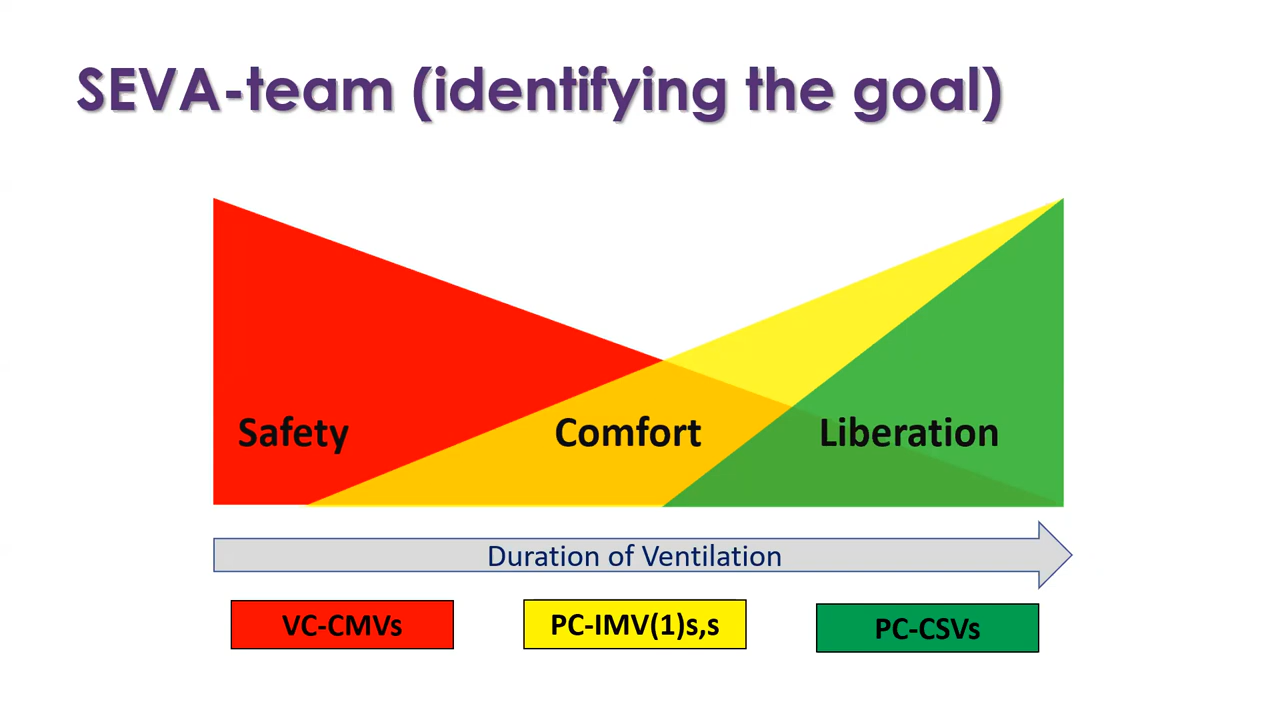 SEVA-team (identifying the goal)
Safety
Comfort
Liberation
Duration of Ventilation
VC-CMVs
PC-IMV(1)s,s
PC-CSVs